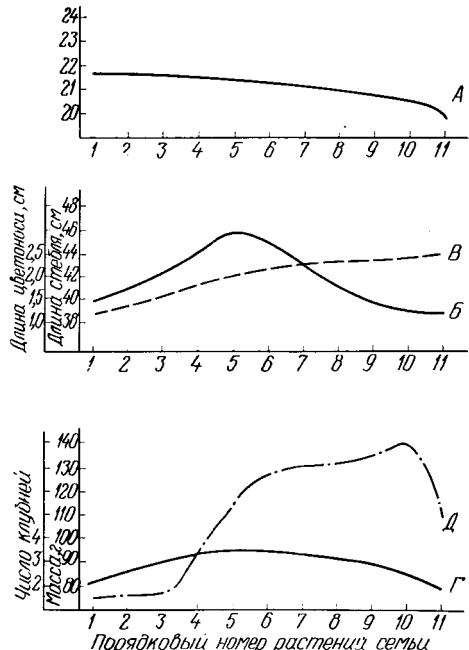 24
23
22
21
20
А
1 2 3 4 5 6 7 8 9 10 11
Длина цветоноси, см
2,5
2,0
1,5
1,0
Длина стебля, см
48
46
44
42
40
38
В
Б
1 2 3 4 5 6 7 8 9 10 11
Число клубней
4
3
2
Масса, г
140
130
120
110
100
90
80
Д
Г
1 2 3 4 5 6 7 8 9 10 11
Порядковый номер растений семьи